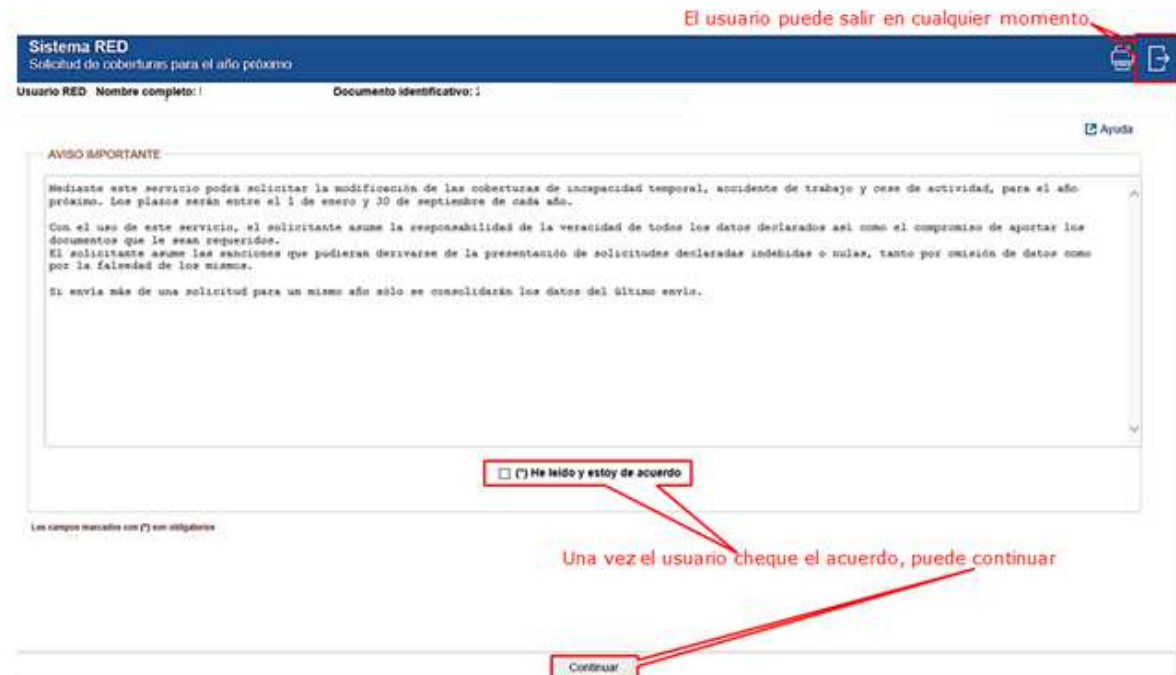 El usuario puede salir en cualquier momento
Sistema RED
Solicitud de coberturas para el año próximo
Usuario RED Nombre completo: Documento identificativo:
Ayuda
AVISO IMPORTANTE
Mediante este servicio podrá solicitar la modificación de las coberturas de incapacidad temporal, accidente de trabajo y cese de actividad, para el año
próximo. Los plazos serán entre el 1 de enero y 30 de septiembre de cada año.
Con el uso de este servicio, el solicitante asume la responsabilidad de la veracidad de todos los datos declarados así como el compromiso de aportar los
documentos que le sean requeridos.
El solicitante asume las sanciones que pudieran derivarse de la presentación de solicitudes declaradas indebidas o nulas, tanto por omisión de datos como
por la falsedad de los mismos.
Si envía más de una solicitud para un mismo año sólo se consolidarán los datos del último envío.
(*) He leído y estoy de acuerdo
Los campos marcados con (*) son obligatorios
Una vez el usuario cheque el acuerdo, puede continuar
Continuar